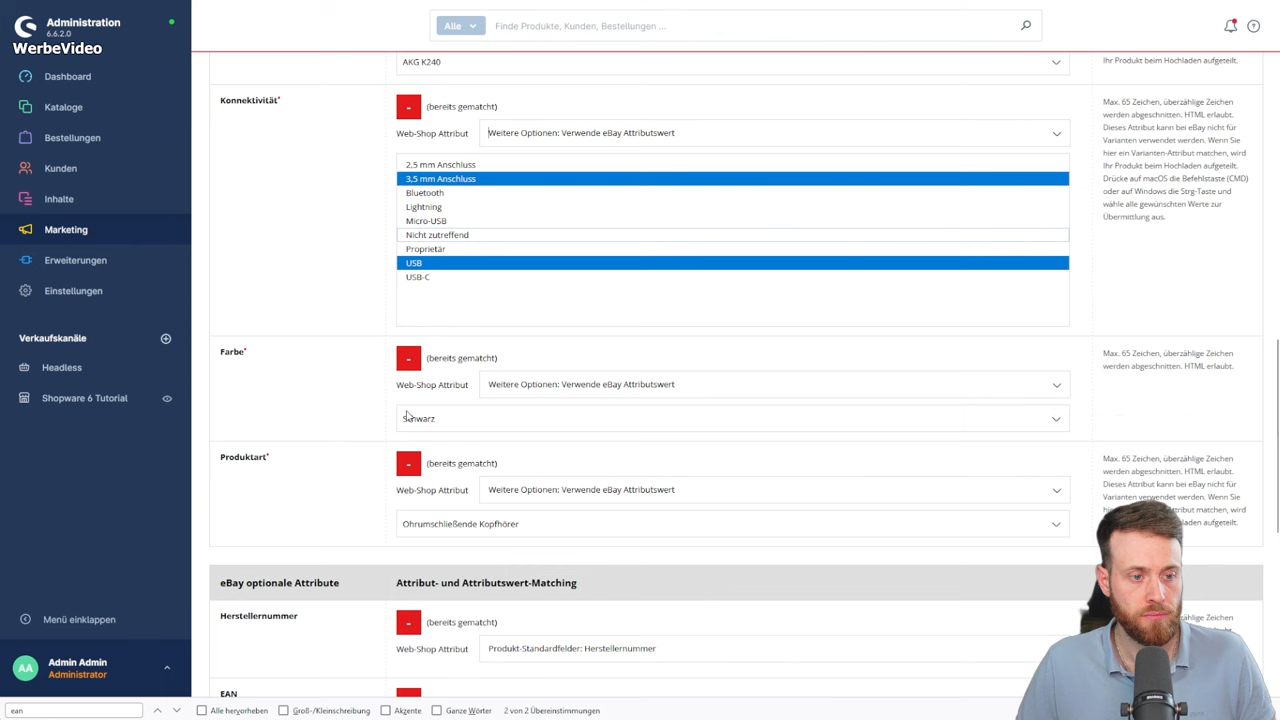 Administration
6.6.2.0
WerbeVideo
Dashboard
Kataloge
Bestellungen
Kunden
Inhalte
Marketing
Erweiterungen
Einstellungen
Verkaufskanäle
Headless
Shopware 6 Tutorial
Menü einklappen
AA
Admin Admin
Administrator
Alle
Finde Produkte, Kunden, Bestellungen ...
AKG K240
Ihr Produkt beim Hochladen aufgeteilt.
Konnektivität*
-
(bereits gematcht)
Web-Shop Attribut
Weitere Optionen: Verwende eBay Attributswert
2,5 mm Anschluss
3,5 mm Anschluss
Bluetooth
Lightning
Micro-USB
Nicht zutreffend
Proprietär
USB
USB-C
Max. 65 Zeichen, überzählige Zeichen
werden abgeschnitten. HTML erlaubt.
Dieses Attribut kann bei eBay nicht für
Varianten verwendet werden. Wenn Sie
hier ein Varianten-Attribut matchen, wird
Ihr Produkt beim Hochladen aufgeteilt.
Drücke auf macOS die Befehlstaste (CMD)
oder auf Windows die Strg-Taste und
wähle alle gewünschten Werte zur
Übermittlung aus.
Farbe*
-
(bereits gematcht)
Web-Shop Attribut
Weitere Optionen: Verwende eBay Attributswert
Schwarz
Max. 65 Zeichen, überzählige Zeichen
werden abgeschnitten. HTML erlaubt.
Produktart*
-
(bereits gematcht)
Web-Shop Attribut
Weitere Optionen: Verwende eBay Attributswert
Ohrumschließende Kopfhörer
Max. 65 Zeichen, überzählige Zeichen
werden abgeschnitten. HTML erlaubt.
Dieses Attribut kann bei eBay nicht für
Varianten verwendet werden. Wenn Sie
Attribut matchen, wird
laden aufgeteilt.
eBay optionale Attribute
Attribut- und Attributswert-Matching
Herstellernummer
-
(bereits gematcht)
Web-Shop Attribut
Produkt-Standardfelder: Herstellernummer
zählige Zeichen
HTML erlaubt.
EAN
ean
Alle hervorheben
Groß-/Kleinschreibung
Akzente
Ganze Wörter
2 von 2 Übereinstimmungen